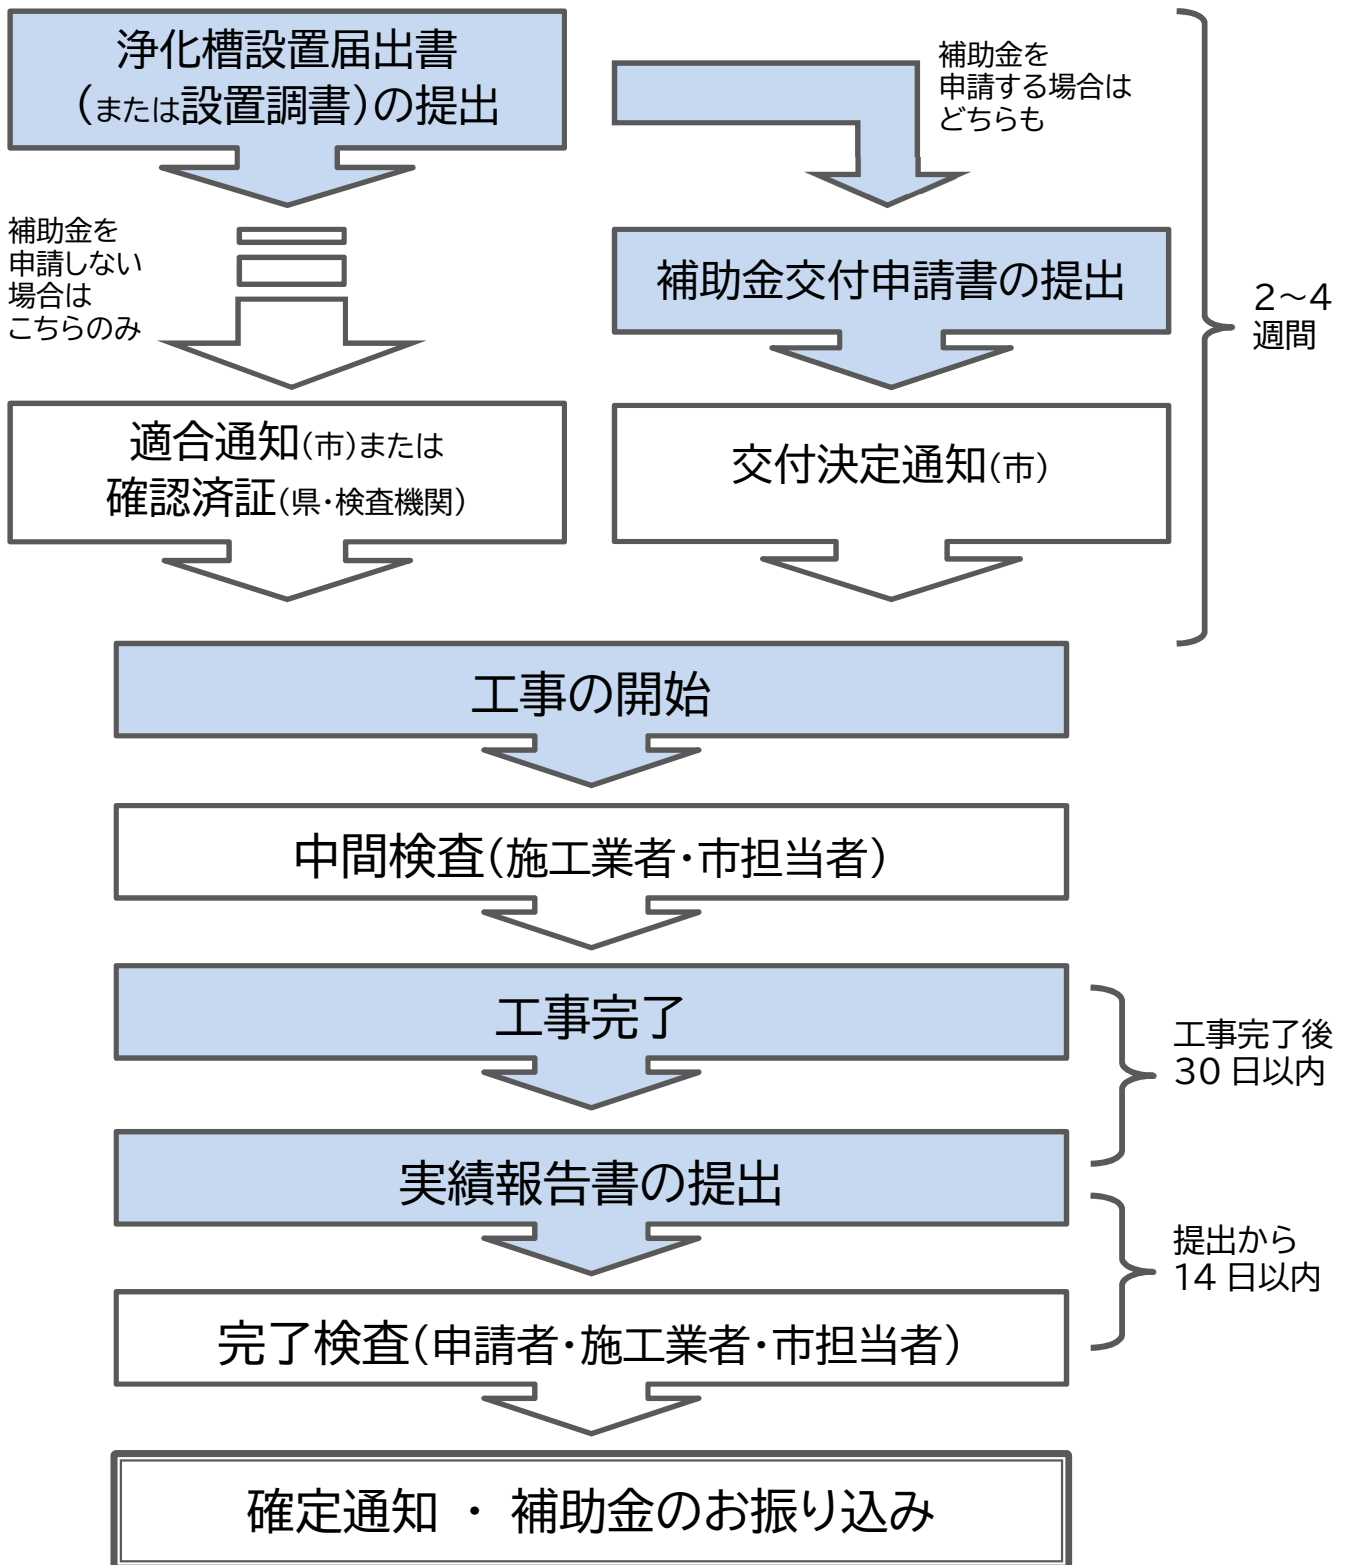 浄化槽設置届出書
（または設置調書）の提出
補助金を
申請する場合は
どちらも
補助金を
申請しない
場合は
こちらのみ
補助金交付申請書の提出
2～4
週間
適合通知(市)または
確認済証(県・検査機関)
交付決定通知(市)
工事の開始
中間検査(施工業者・市担当者)
工事完了
工事完了後
30日以内
実績報告書の提出
提出から
14日以内
完了検査(申請者・施工業者・市担当者)
確定通知 ・ 補助金のお振り込み